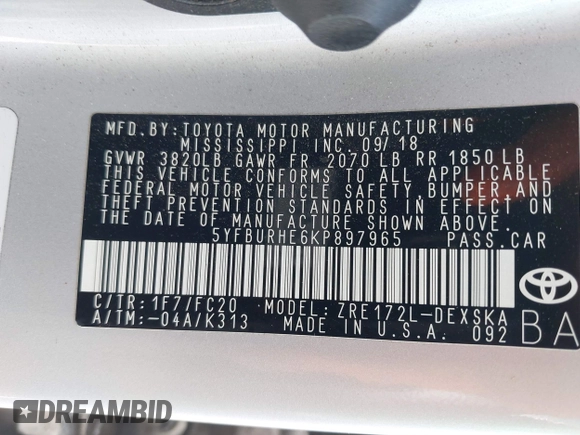 MFD.BY:TOYOTA MOTOR MANUFACTURING
MISSISSIPPI INC.09/18
GVWR 3820LB GAWR FR 2070 LB RR 1850LB
THIS VEHICLE CONFORMS TO ALL APPLICABLE
FEDERAL MOTOR VEHICLE SAFETY, BUMPER AND
THEFT PREVENTION STANDARDS IN EFFECT ON
THE DATE OF MANUFACTURE SHOWN ABOVE.
5YFBURHE6KP897965 PASS.CAR
C/TR:1F7/FC20 MODEL:ZRE172L-DEXSKA
A/TM:-04A/K313 MADE IN U.S.A. 092
BA
DREAMBID